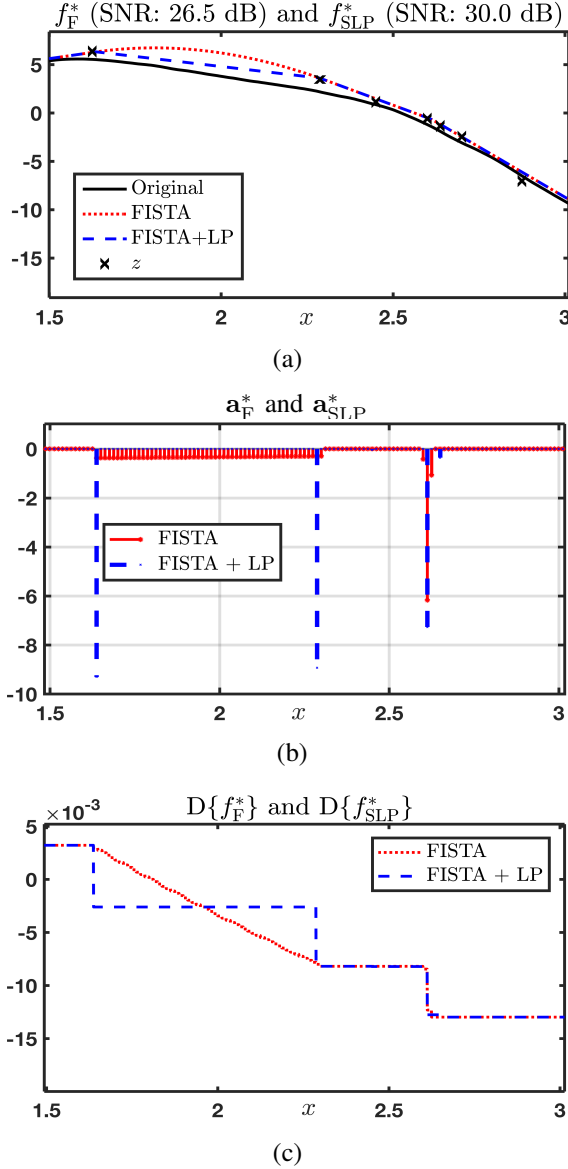 f*_F (SNR: 26.5 dB) and f*_SLP (SNR: 30.0 dB)
5
0
-5
-10
-15
Original
FISTA
FISTA+LP
z
1.5 2 2.5 3
x
(a)
a*_F and a*_SLP
0
-2
-4
-6
-8
-10
FISTA
FISTA + LP
1.5 2 2.5 3
x
(b)
D{f*_F} and D{f*_SLP}
×10^-3
5
0
-5
-10
-15
FISTA
FISTA + LP
1.5 2 2.5 3
x
(c)